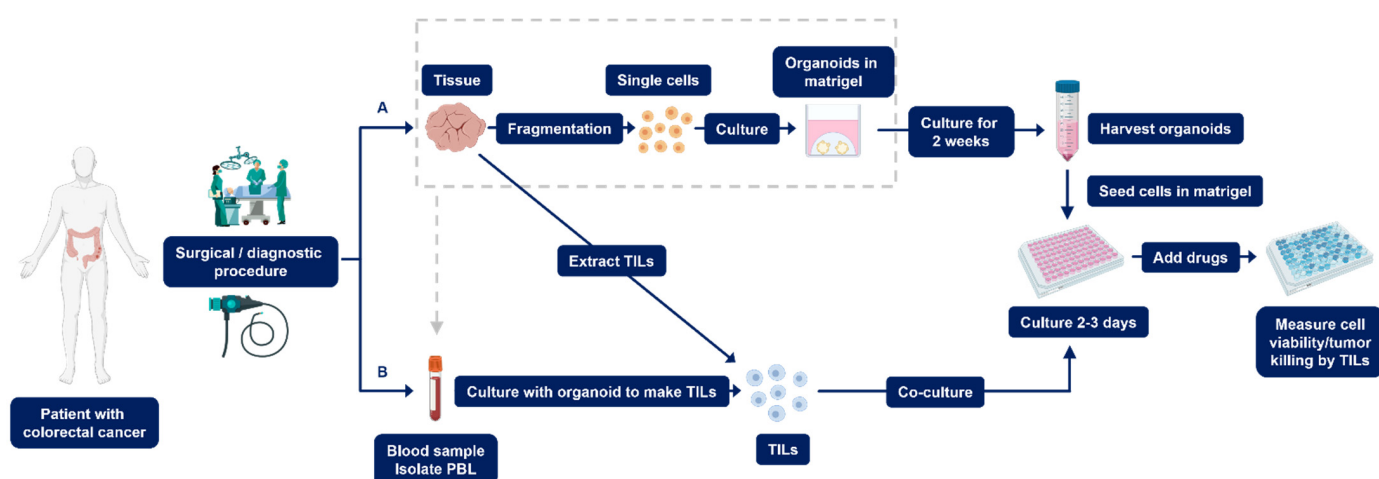 Patient with
colorectal cancer
Surgical / diagnostic
procedure
A
Tissue
Fragmentation
Single cells
Culture
Organoids in
matrigel
Culture for
2 weeks
Harvest organoids
Seed cells in matrigel
Extract TILs
B
Blood sample
Isolate PBL
Culture with organoid to make TILs
TILs
Co-culture
Culture 2-3 days
Add drugs
Measure cell
viability/tumor
killing by TILs